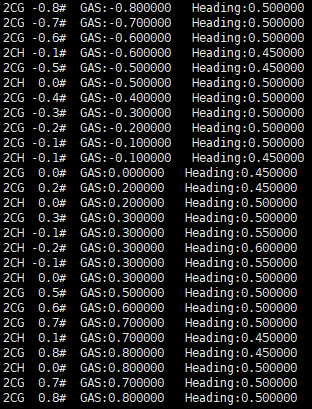 2CG -0.8#  GAS:-0.800000   Heading:0.500000
2CG -0.7#  GAS:-0.700000   Heading:0.500000
2CG -0.6#  GAS:-0.600000   Heading:0.500000
2CH -0.1#  GAS:-0.600000   Heading:0.450000
2CG -0.5#  GAS:-0.500000   Heading:0.450000
2CH  0.0#  GAS:-0.500000   Heading:0.500000
2CG -0.4#  GAS:-0.400000   Heading:0.500000
2CG -0.3#  GAS:-0.300000   Heading:0.500000
2CG -0.2#  GAS:-0.200000   Heading:0.500000
2CG -0.1#  GAS:-0.100000   Heading:0.500000
2CH -0.1#  GAS:-0.100000   Heading:0.450000
2CG  0.0#  GAS:0.000000   Heading:0.450000
2CG  0.2#  GAS:0.200000   Heading:0.450000
2CH  0.0#  GAS:0.200000   Heading:0.500000
2CG  0.3#  GAS:0.300000   Heading:0.500000
2CH -0.1#  GAS:0.300000   Heading:0.550000
2CH -0.2#  GAS:0.300000   Heading:0.600000
2CH -0.1#  GAS:0.300000   Heading:0.550000
2CH  0.0#  GAS:0.300000   Heading:0.500000
2CG  0.5#  GAS:0.500000   Heading:0.500000
2CG  0.6#  GAS:0.600000   Heading:0.500000
2CG  0.7#  GAS:0.700000   Heading:0.500000
2CH  0.1#  GAS:0.700000   Heading:0.450000
2CG  0.8#  GAS:0.800000   Heading:0.450000
2CH  0.0#  GAS:0.800000   Heading:0.500000
2CG  0.7#  GAS:0.700000   Heading:0.500000
2CG  0.8#  GAS:0.800000   Heading:0.500000